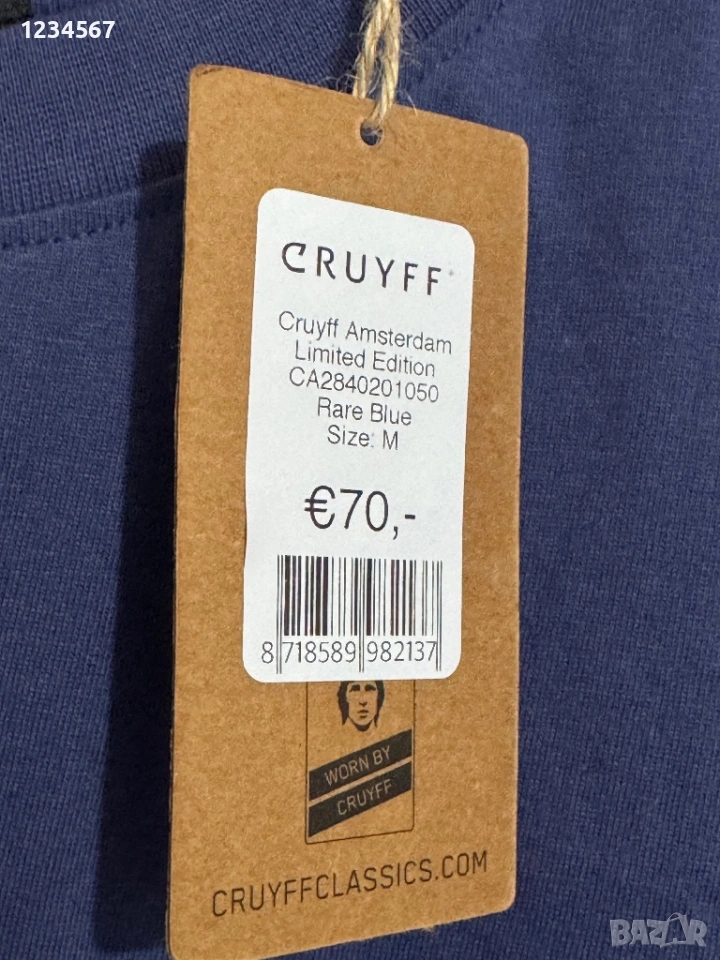 1234567
CRUYFF
Cruyff Amsterdam
Limited Edition
CA2840201050
Rare Blue
Size: M
€70,-
8 718589 982137
WORN BY
CRUYFF
CRUYFFCLASSICS.COM
BAZAR